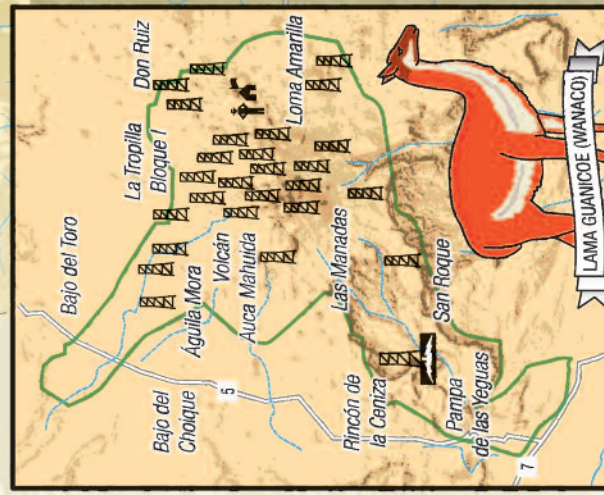 Bajo del Toro
La Tropilla
Bloque I
Don Ruiz
Bajo del
Choique
Águila Mora
Volcán
Auca Mahuida
5
Loma Amarilla
Las Manadas
Rincón de
la Ceniza
San Roque
Pampa
de las Yeguas
7
LAMA GUANICOE (WANACO)